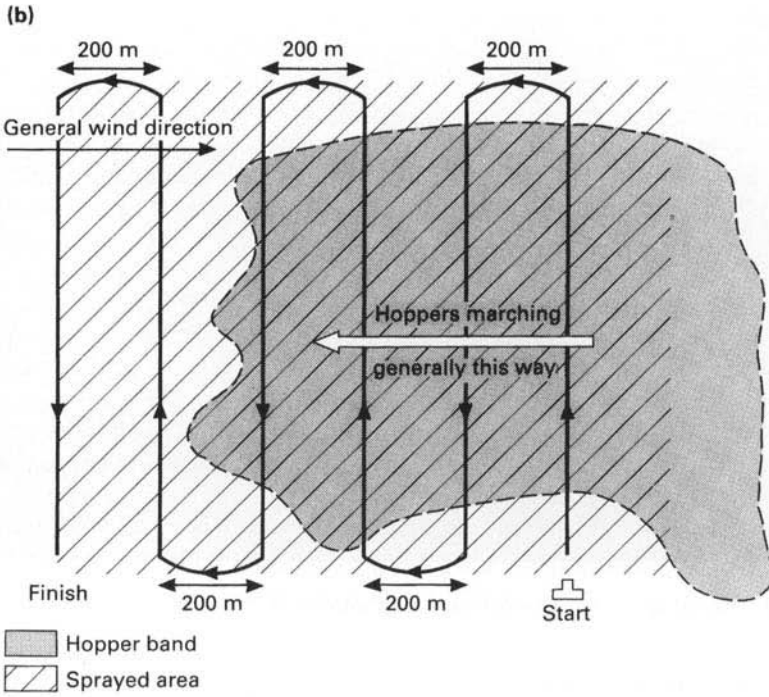 (b)
200 m
200 m
200 m
General wind direction
Hoppers marching
generally this way
Finish
200 m
200 m
Start
Hopper band
Sprayed area